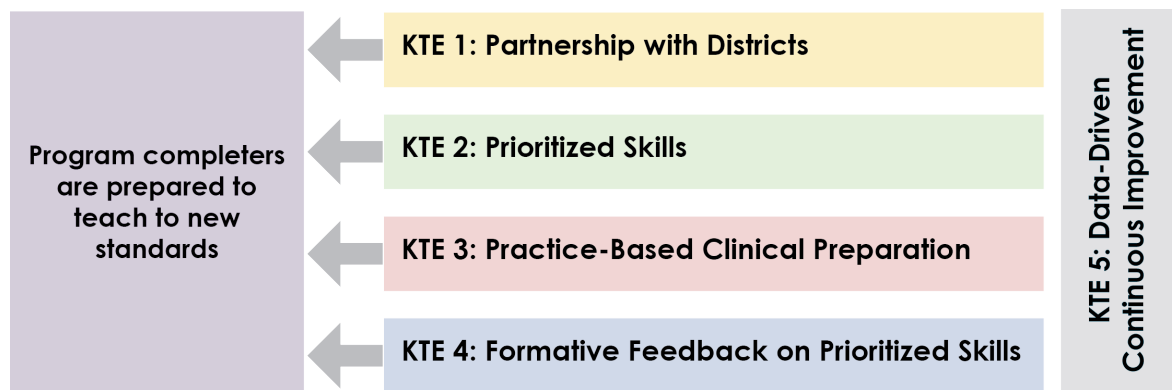 Program completers
are prepared to
teach to new
standards
KTE 1: Partnership with Districts
KTE 2: Prioritized Skills
KTE 3: Practice-Based Clinical Preparation
KTE 4: Formative Feedback on Prioritized Skills
KTE 5: Data-Driven
Continuous Improvement